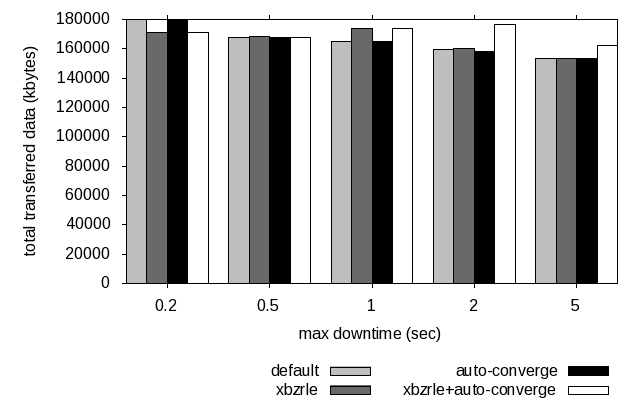 180000
160000
140000
120000
100000
80000
60000
40000
20000
0
total transferred data (kbytes)
0.2 0.5 1 2 5
max downtime (sec)
default auto-converge
xbzrle xbzrle+auto-converge